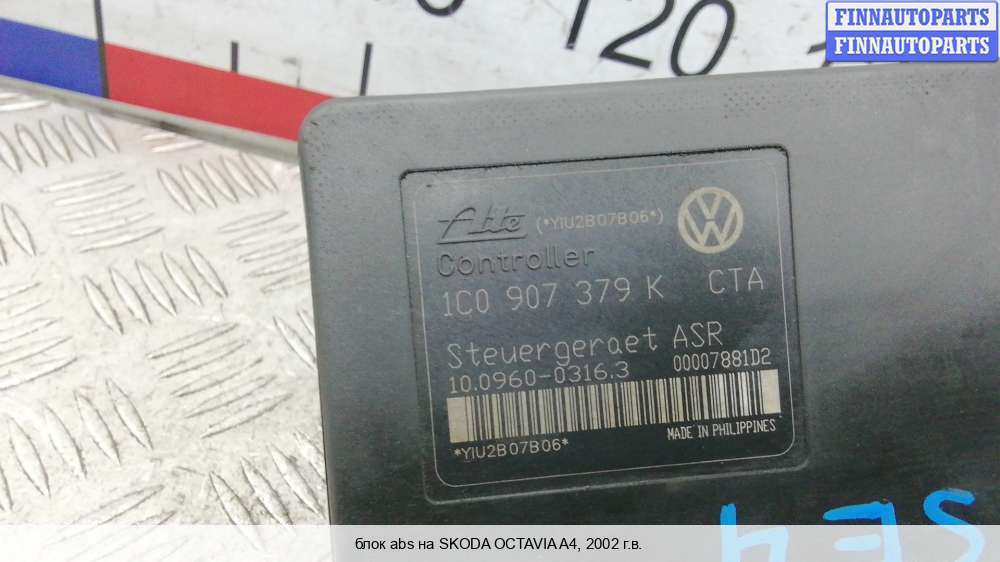 FINNAUTOPARTS
FINNAUTOPARTS
120
Ate (*YIU2B07B06*)
Controller
1C0 907 379 K CTA
Steuergeraet ASR
10.0960-0316.3 00007881D2
*YIU2B07B06*
MADE IN PHILIPPINES
блок abs на SKODA OCTAVIA A4, 2002 г.в.